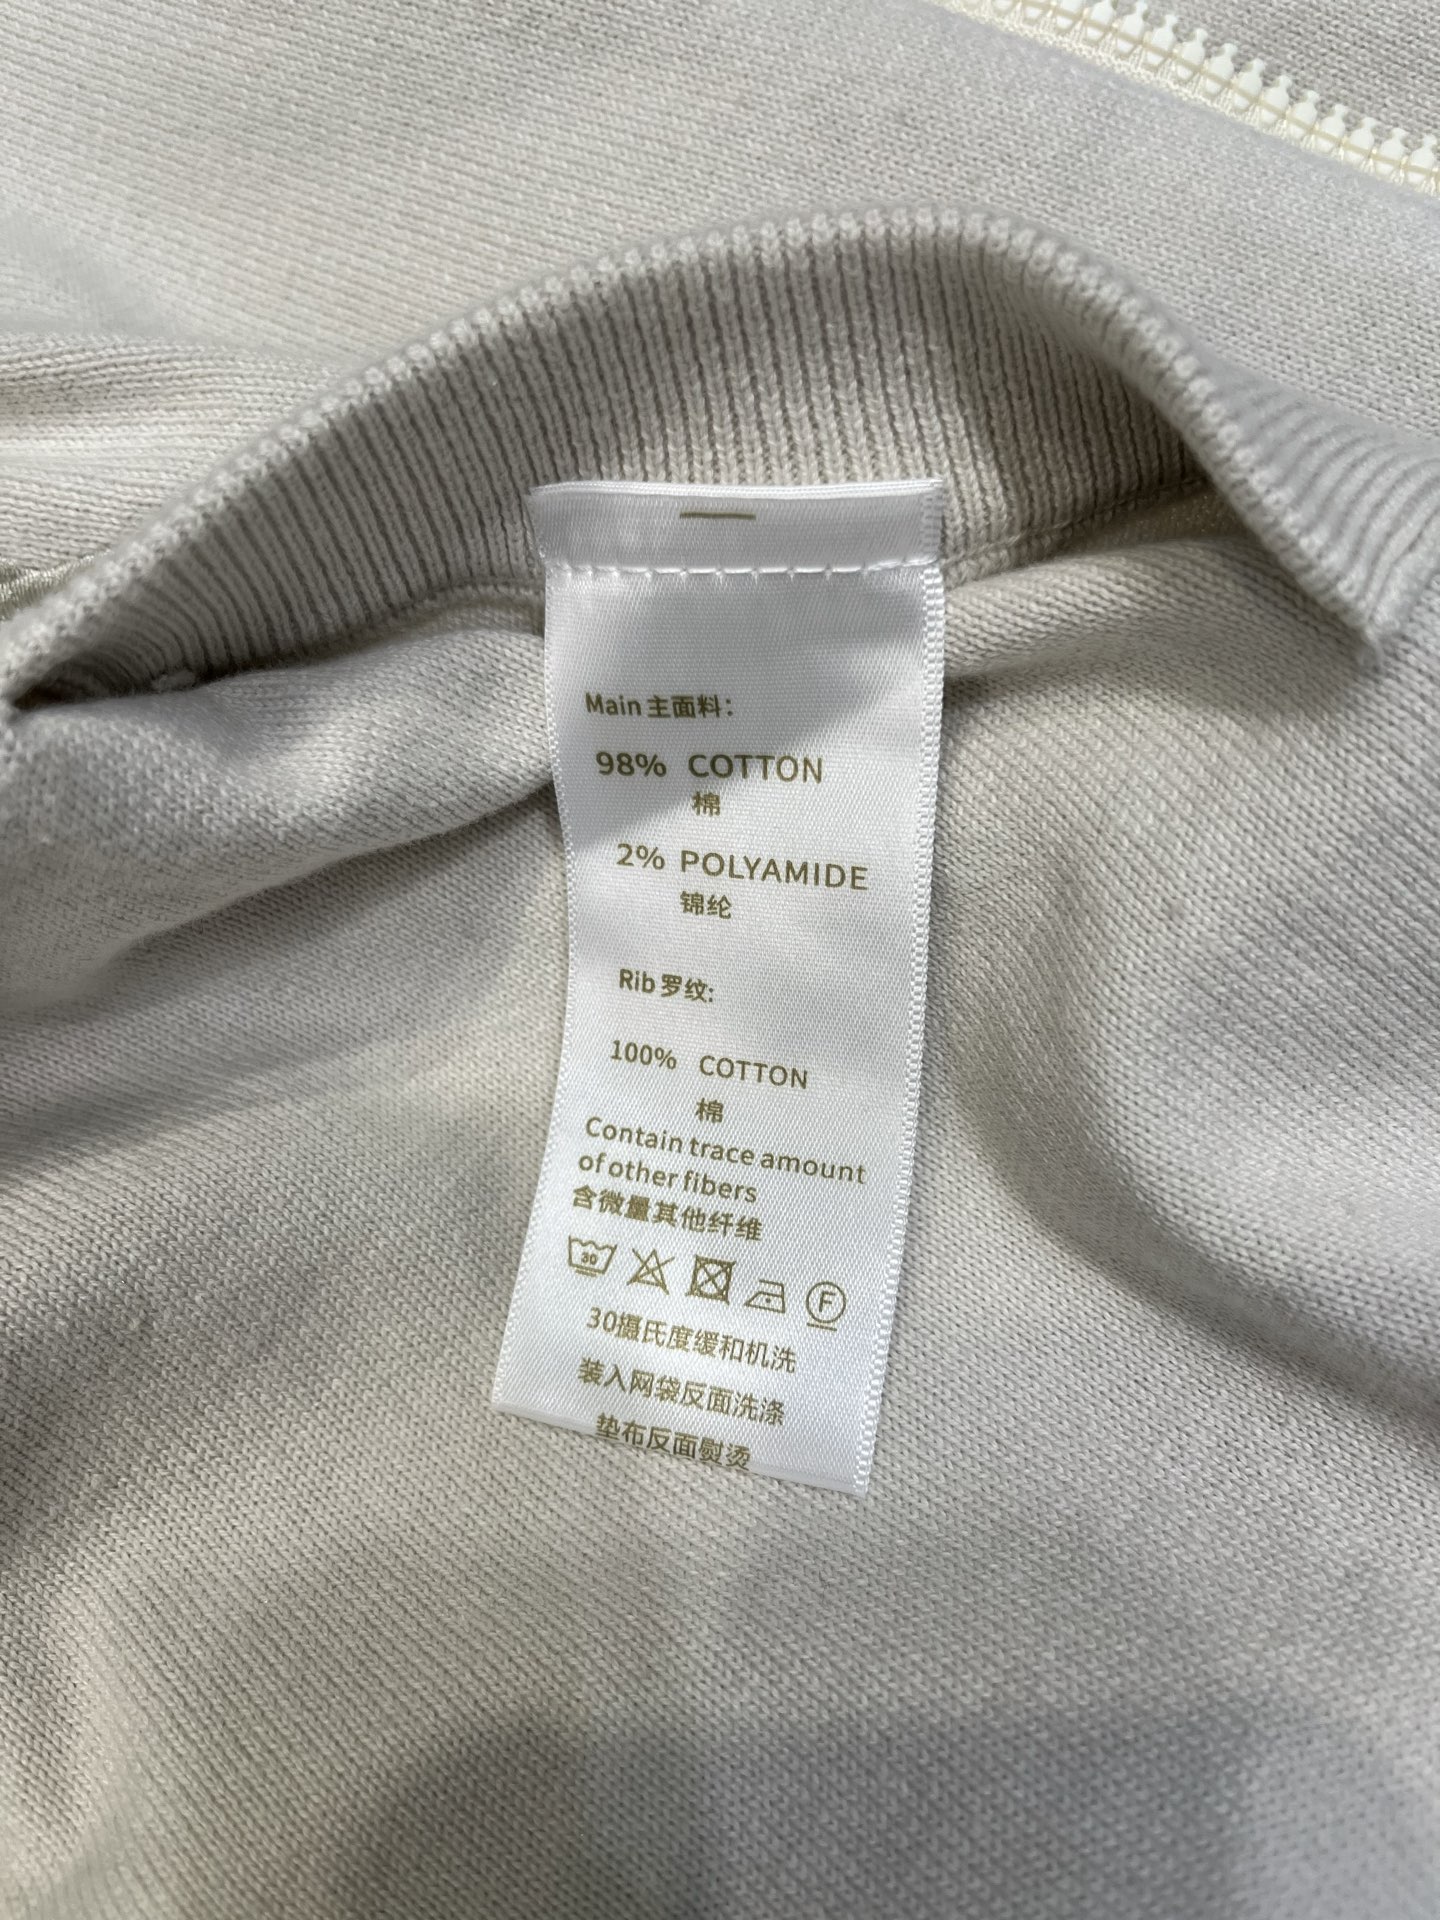 Main 主面料：
98% COTTON
棉
2% POLYAMIDE
锦纶
Rib 罗纹:
100% COTTON
棉
Contain trace amount
of other fibers
含微量其他纤维
30 F
30摄氏度缓和机洗
装入网袋反面洗涤
垫布反面熨烫